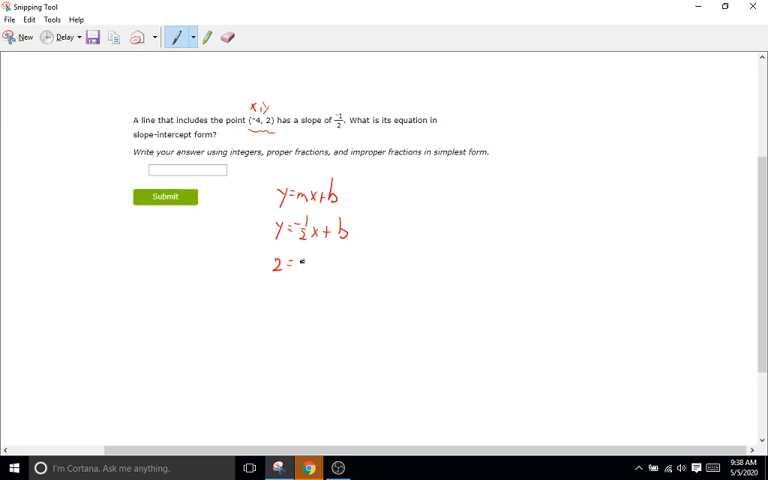 Snipping Tool
File Edit Tools Help
New Delay
x, y
A line that includes the point (⁻4, 2) has a slope of ⁻1/2. What is its equation in
slope-intercept form?
Write your answer using integers, proper fractions, and improper fractions in simplest form.
Submit
y=mx+b
y=-1/2x+b
2=
I'm Cortana. Ask me anything.
9:38 AM
5/5/2020